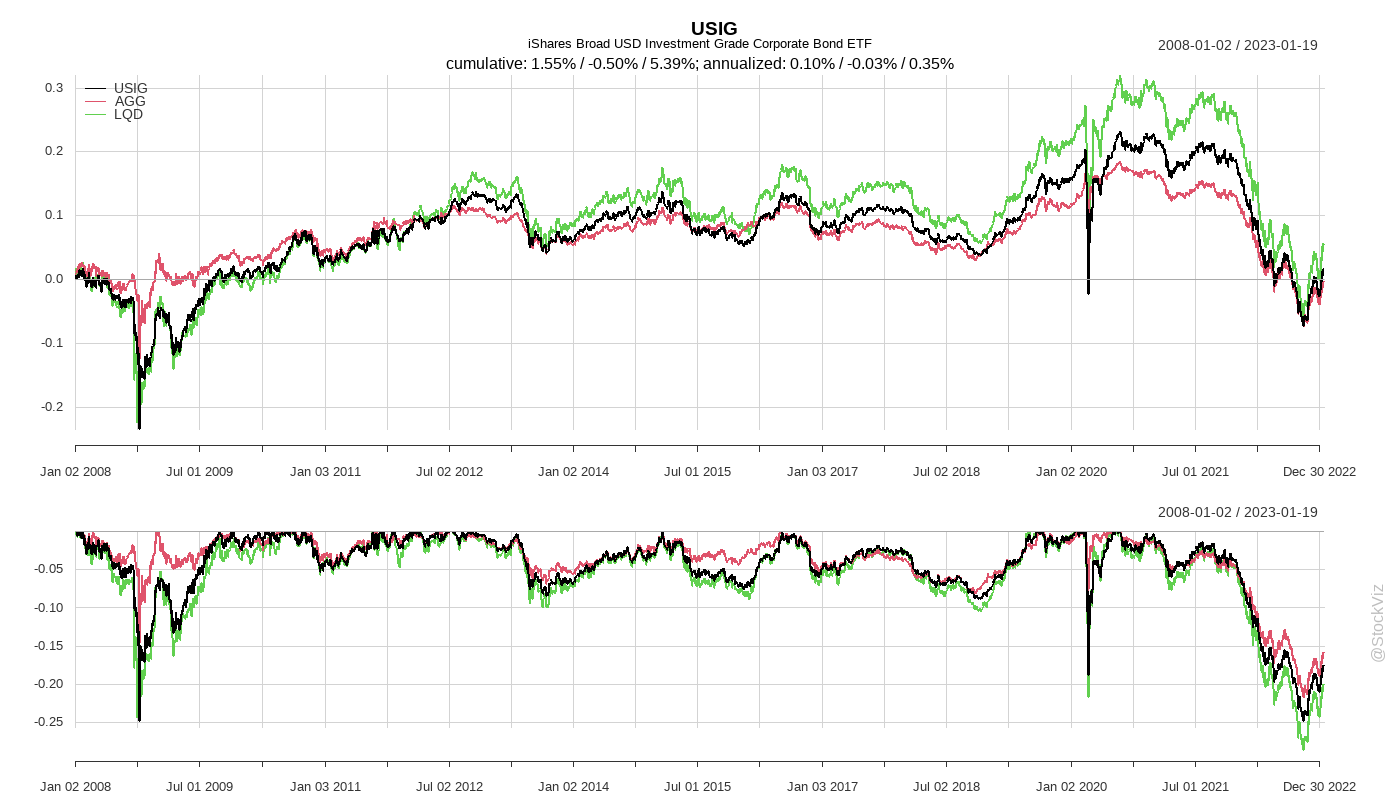 USIG
iShares Broad USD Investment Grade Corporate Bond ETF
2008-01-02 / 2023-01-19
cumulative: 1.55% / -0.50% / 5.39%; annualized: 0.10% / -0.03% / 0.35%
USIG
AGG
LQD
0.3
0.2
0.1
0.0
-0.1
-0.2
Jan 02 2008 Jul 01 2009 Jan 03 2011 Jul 02 2012 Jan 02 2014 Jul 01 2015 Jan 03 2017 Jul 02 2018 Jan 02 2020 Jul 01 2021 Dec 30 2022
2008-01-02 / 2023-01-19
-0.05
-0.10
-0.15
-0.20
-0.25
Jan 02 2008 Jul 01 2009 Jan 03 2011 Jul 02 2012 Jan 02 2014 Jul 01 2015 Jan 03 2017 Jul 02 2018 Jan 02 2020 Jul 01 2021 Dec 30 2022
@StockViz